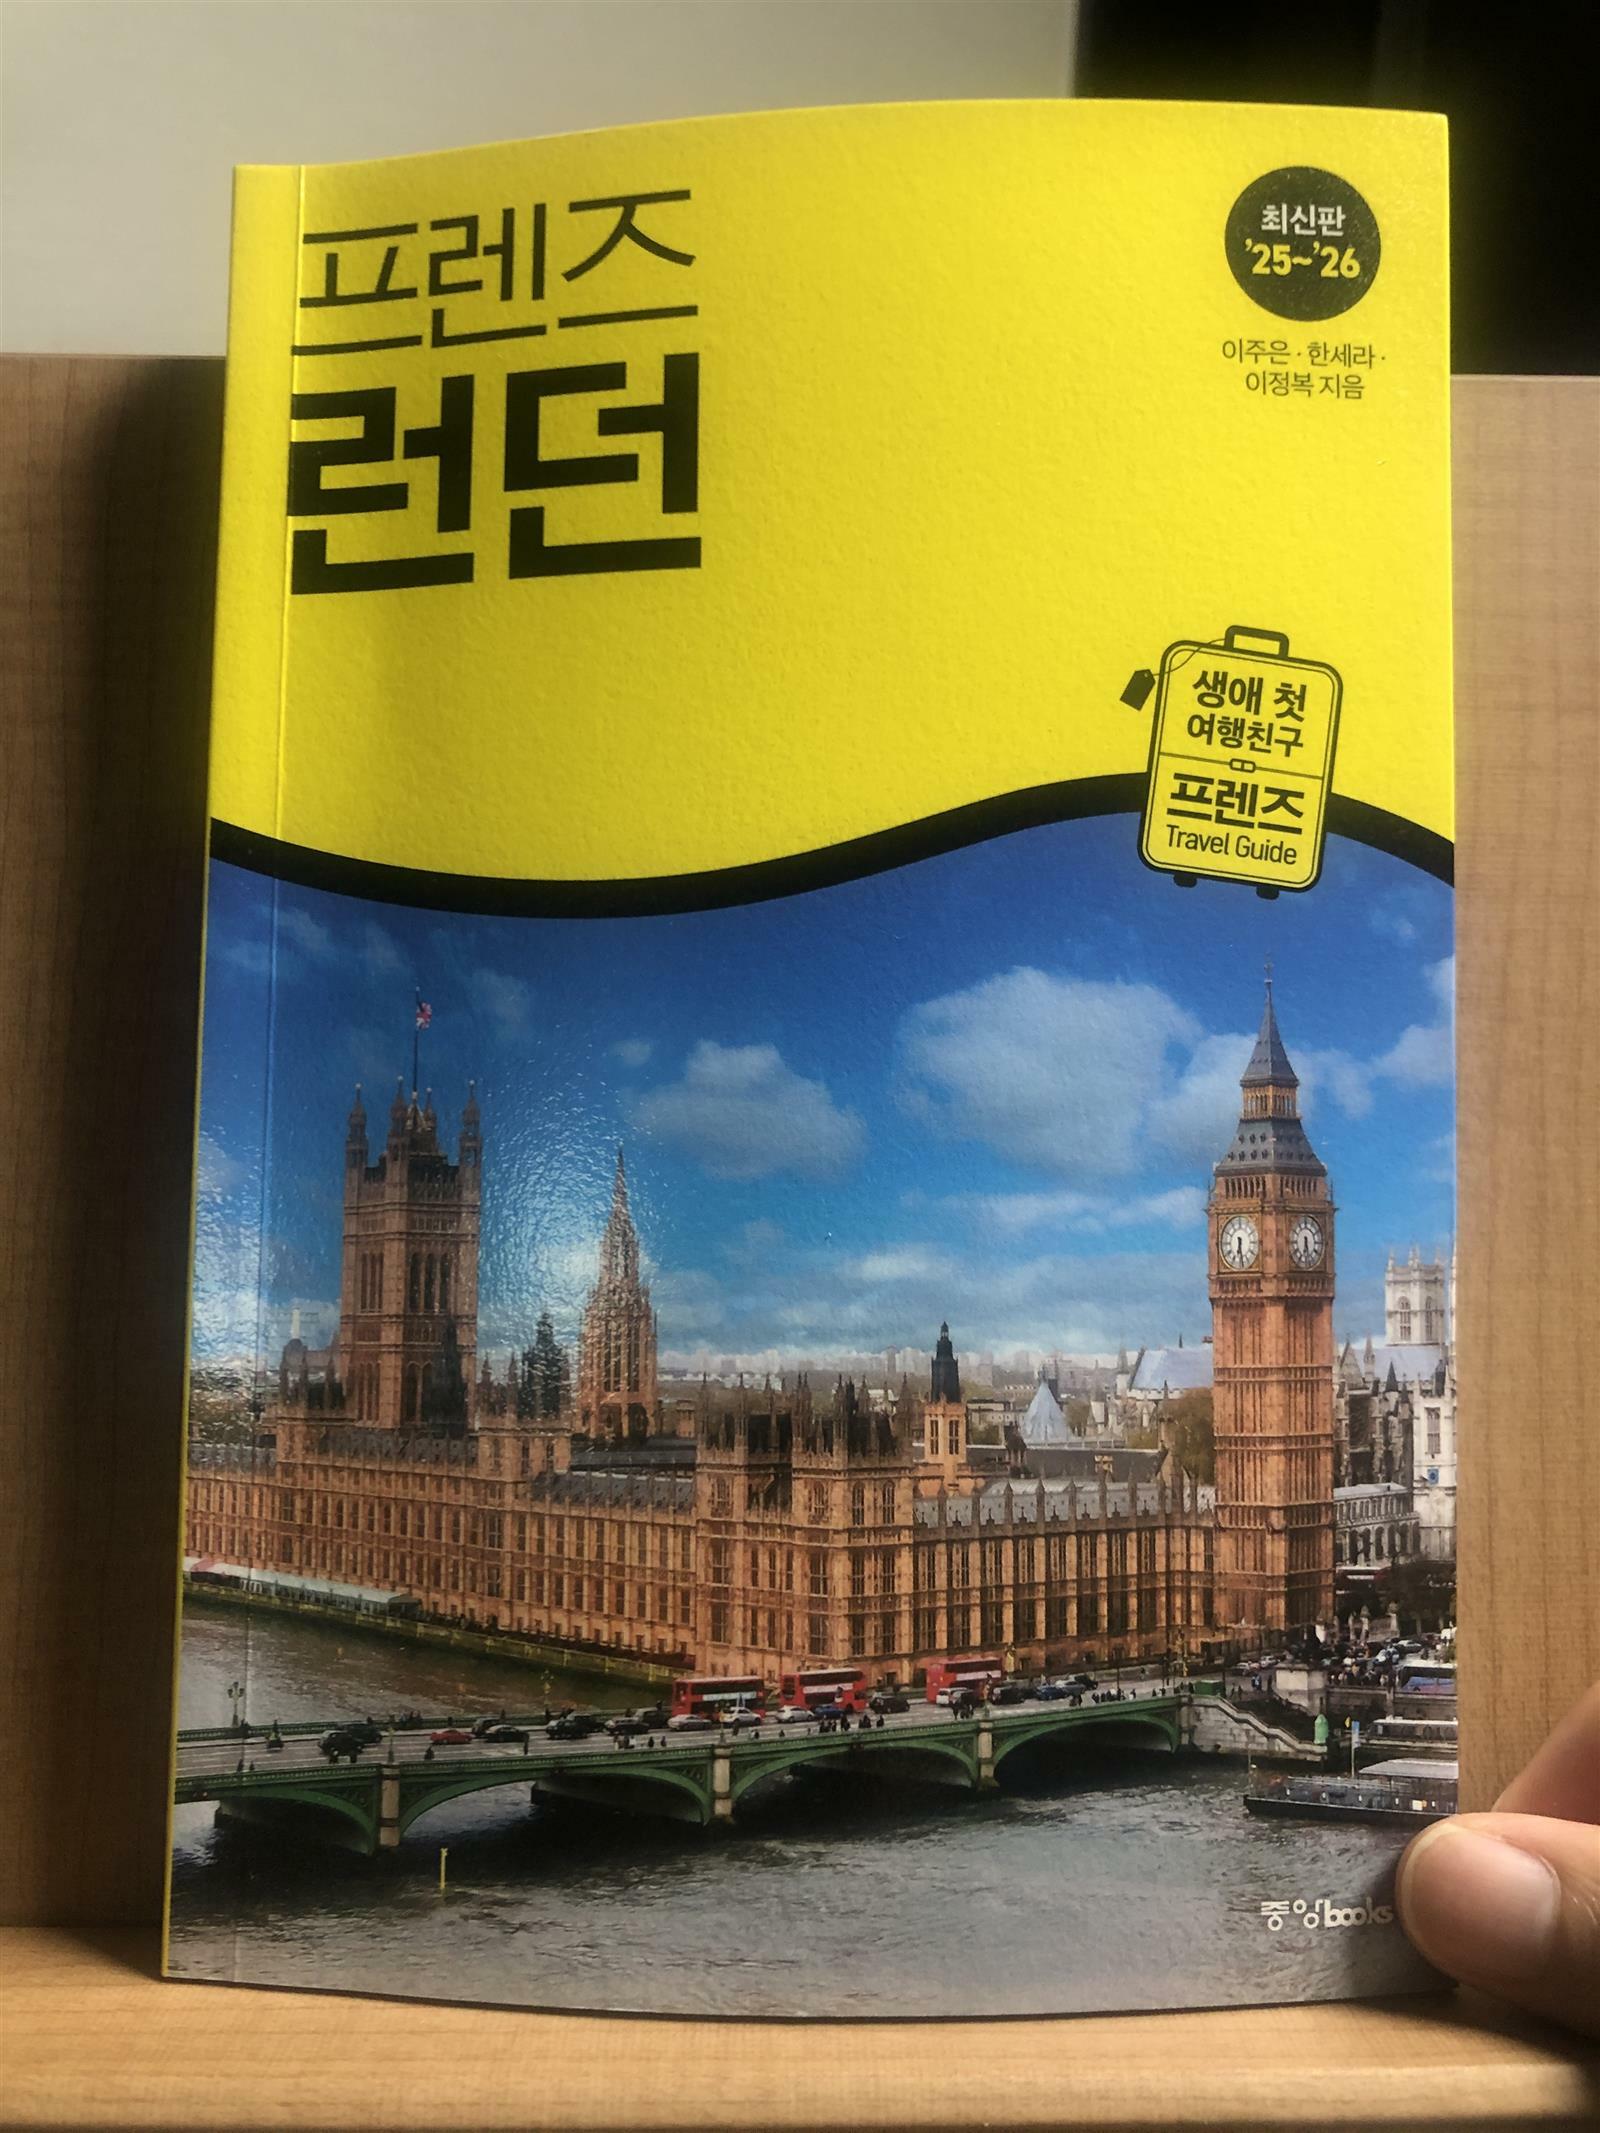 프렌즈
런던
최신판
’25~’26
이주은·한세라·
이정복 지음
생애 첫
여행친구
프렌즈
Travel Guide
중앙books